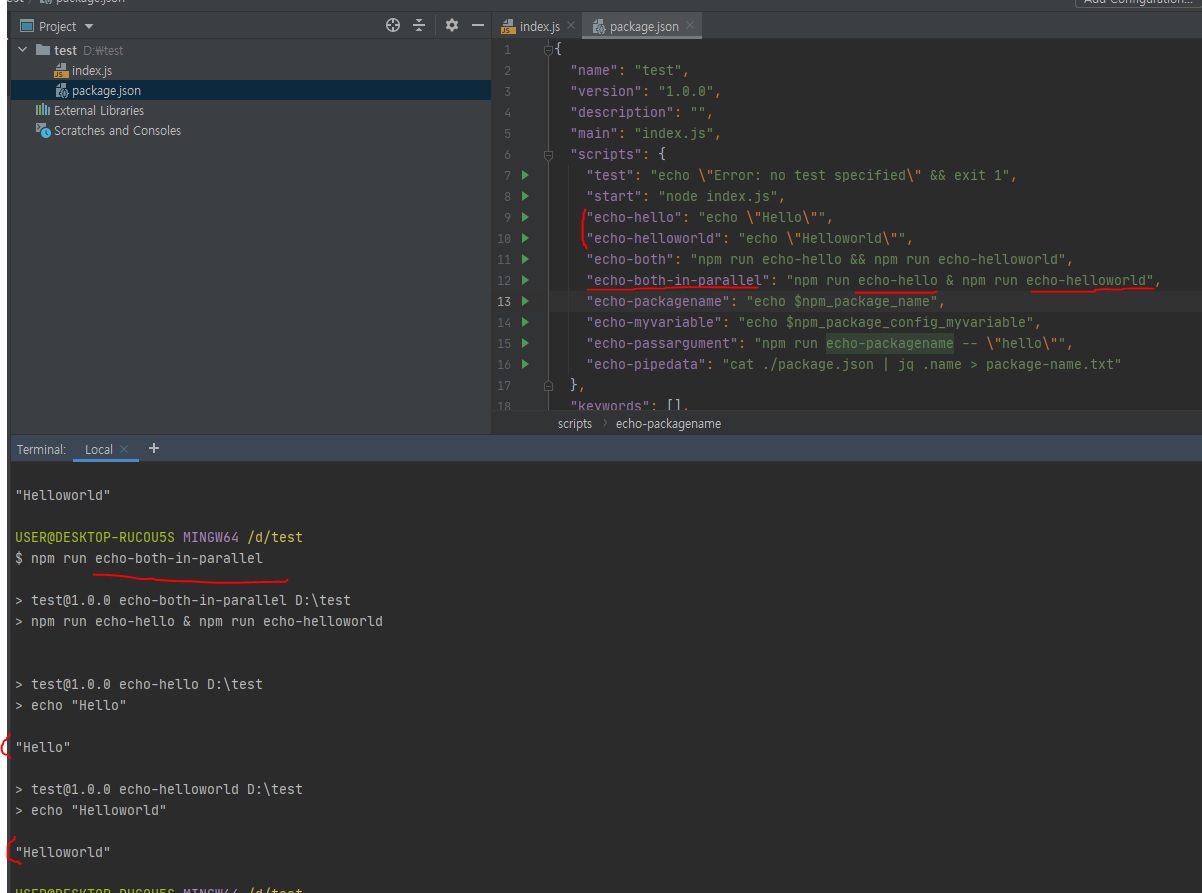 Add Configuration...
Project
index.js
package.json
test D:\test
index.js
package.json
External Libraries
Scratches and Consoles
1 {
2 "name": "test",
3 "version": "1.0.0",
4 "description": "",
5 "main": "index.js",
6 "scripts": {
7 "test": "echo \"Error: no test specified\" && exit 1",
8 "start": "node index.js",
9 "echo-hello": "echo \"Hello\"",
10 "echo-helloworld": "echo \"Helloworld\"",
11 "echo-both": "npm run echo-hello && npm run echo-helloworld",
12 "echo-both-in-parallel": "npm run echo-hello & npm run echo-helloworld",
13 "echo-packagename": "echo $npm_package_name",
14 "echo-myvariable": "echo $npm_package_config_myvariable",
15 "echo-passargument": "npm run echo-packagename -- \"hello\"",
16 "echo-pipedata": "cat ./package.json | jq .name > package-name.txt"
17 },
18 "keywords": [],
scripts › echo-packagename
Terminal: Local × +
"Helloworld"
USER@DESKTOP-RUCOU5S MINGW64 /d/test
$ npm run echo-both-in-parallel
> test@1.0.0 echo-both-in-parallel D:\test
> npm run echo-hello & npm run echo-helloworld
> test@1.0.0 echo-hello D:\test
> echo "Hello"
"Hello"
> test@1.0.0 echo-helloworld D:\test
> echo "Helloworld"
"Helloworld"
USER@DESKTOP-RUCOU5S MINGW64 /d/test